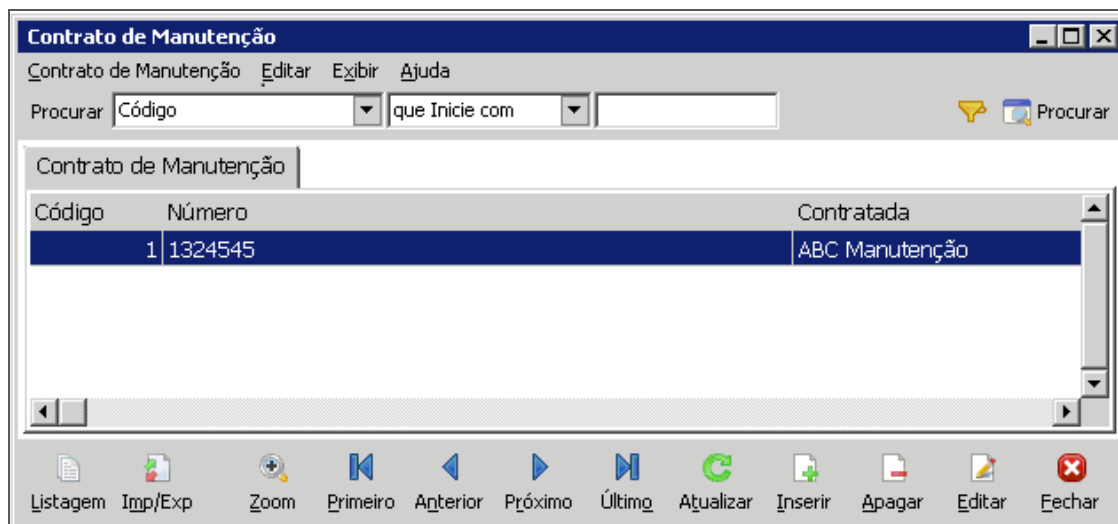 Contrato de Manutenção
Contrato de Manutenção Editar Exibir Ajuda
Procurar Código que Inicie com Procurar
Contrato de Manutenção
Código Número Contratada
1 1324545 ABC Manutenção
Listagem Imp/Exp Zoom Primeiro Anterior Próximo Último Atualizar Inserir Apagar Editar Fechar